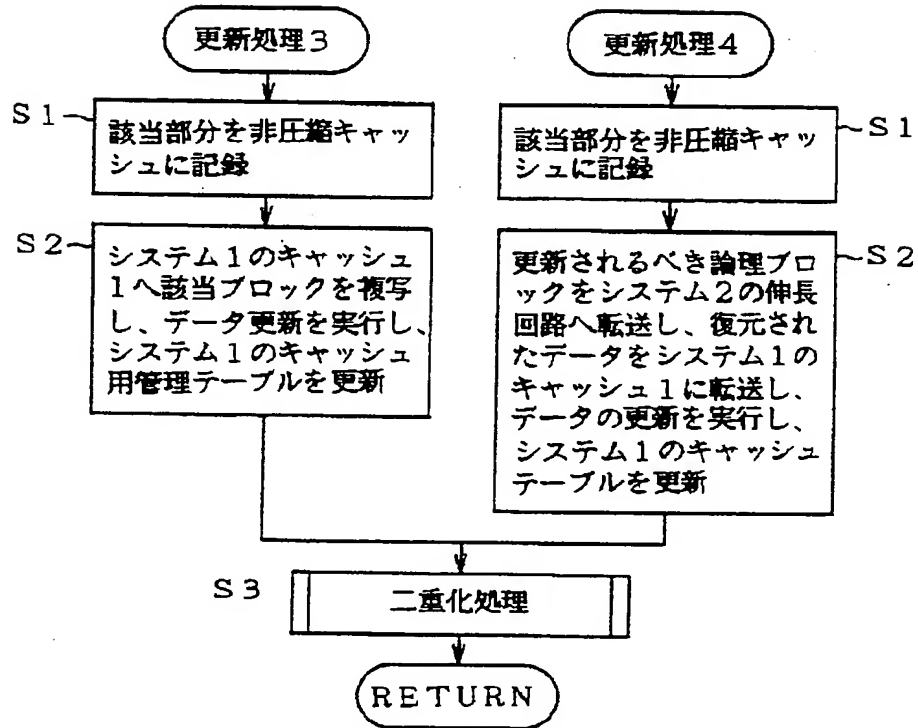 更新処理3
S1
該当部分を非圧縮キャッ
シュに記録
S2
システム1のキャッシュ
1へ該当ブロックを複写
し、データ更新を実行し、
システム1のキャッシュ
用管理テーブルを更新
更新処理4
S1
該当部分を非圧縮キャッ
シュに記録
S2
更新されるべき論理ブロ
ックをシステム2の伸長
回路へ転送し、復元され
たデータをシステム1の
キャッシュ1に転送し、
データの更新を実行し、
システム1のキャッシュ
テーブルを更新
S3
二重化処理
RETURN